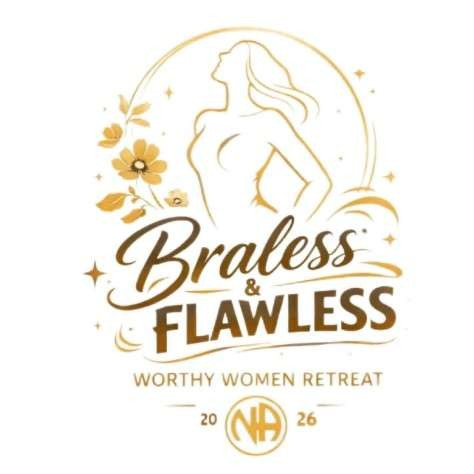 Braless
&
FLAWLESS
WORTHY WOMEN RETREAT
20 NA 26